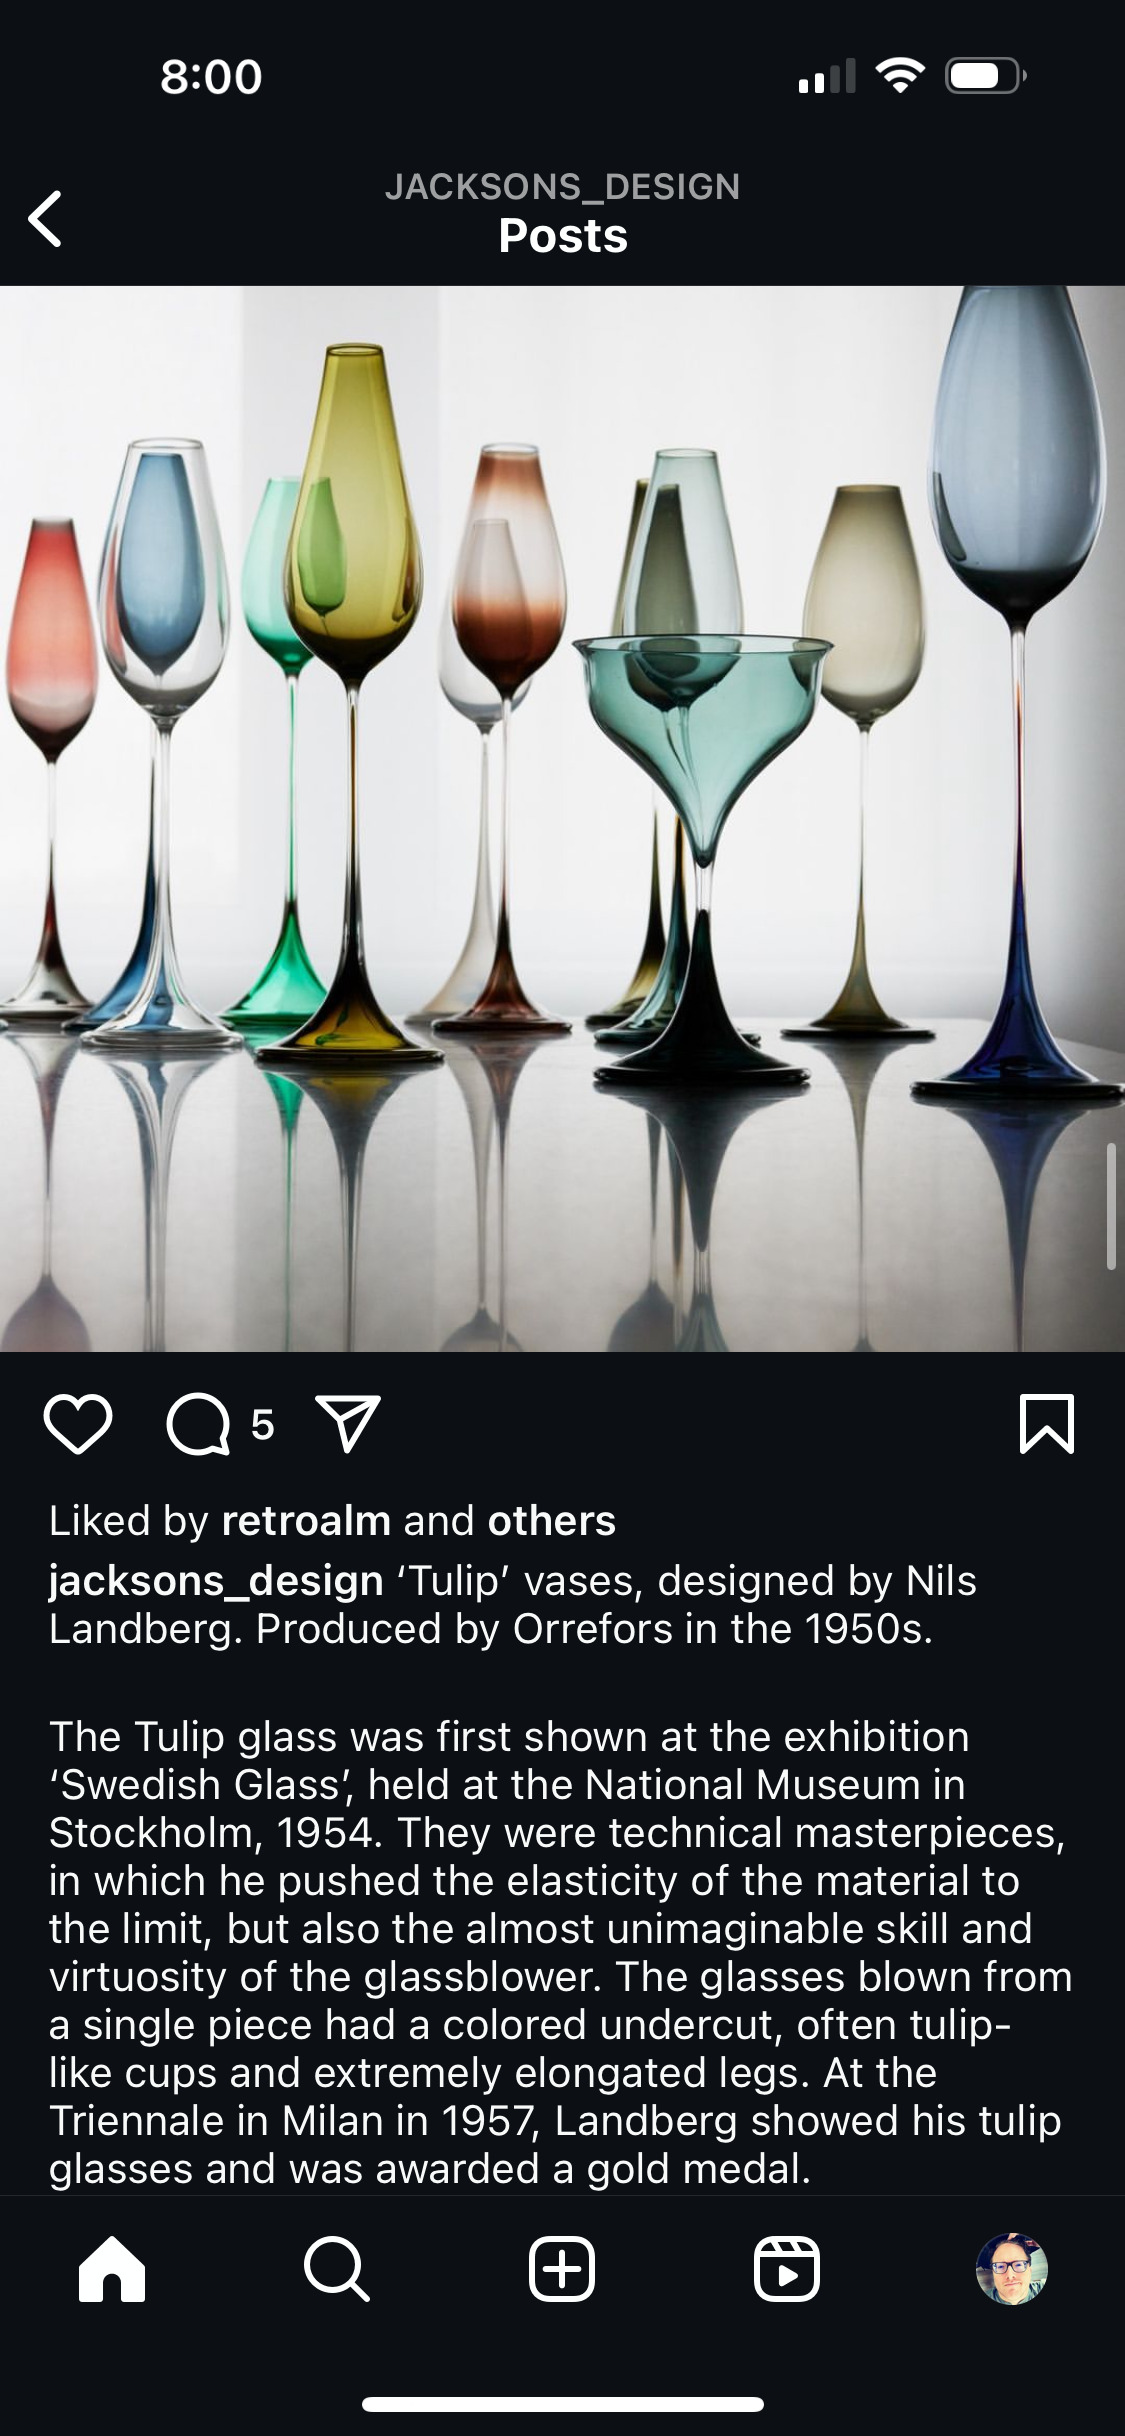 8:00
JACKSONS_DESIGN
Posts
5
Liked by retroalm and others
jacksons_design ‘Tulip’ vases, designed by Nils
Landberg. Produced by Orrefors in the 1950s.
The Tulip glass was first shown at the exhibition
‘Swedish Glass’, held at the National Museum in
Stockholm, 1954. They were technical masterpieces,
in which he pushed the elasticity of the material to
the limit, but also the almost unimaginable skill and
virtuosity of the glassblower. The glasses blown from
a single piece had a colored undercut, often tulip-
like cups and extremely elongated legs. At the
Triennale in Milan in 1957, Landberg showed his tulip
glasses and was awarded a gold medal.